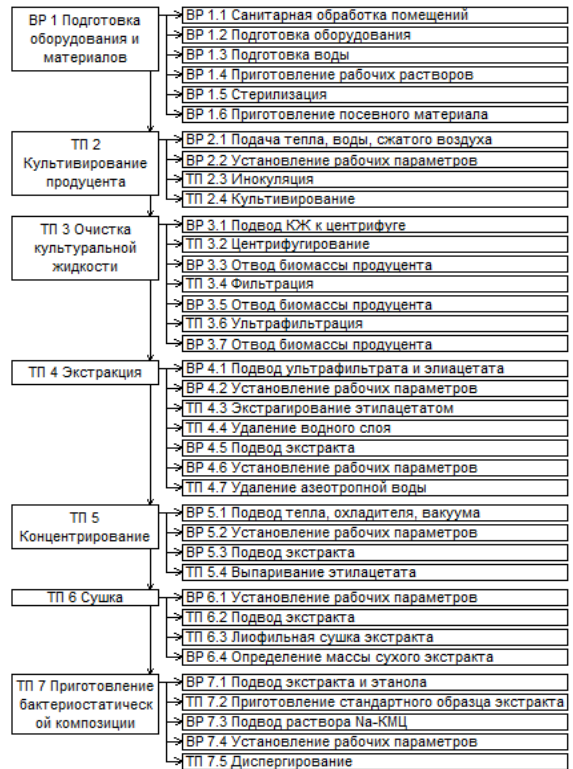 ВР 1 Подготовка
оборудования и
материалов
ВР 1.1 Санитарная обработка помещений
ВР 1.2 Подготовка оборудования
ВР 1.3 Подготовка воды
ВР 1.4 Приготовление рабочих растворов
ВР 1.5 Стерилизация
ВР 1.6 Приготовление посевного материала
ТП 2
Культивирование
продуцента
ВР 2.1 Подача тепла, воды, сжатого воздуха
ВР 2.2 Установление рабочих параметров
ТП 2.3 Инокуляция
ТП 2.4 Культивирование
ТП 3 Очистка
культуральной
жидкости
ВР 3.1 Подвод КЖ к центрифуге
ТП 3.2 Центрифугирование
ВР 3.3 Отвод биомассы продуцента
ТП 3.4 Фильтрация
ВР 3.5 Отвод биомассы продуцента
ТП 3.6 Ультрафильтрация
ВР 3.7 Отвод биомассы продуцента
ТП 4 Экстракция
ВР 4.1 Подвод ультрафильтрата и элиацетата
ВР 4.2 Установление рабочих параметров
ТП 4.3 Экстрагирование этилацетатом
ТП 4.4 Удаление водного слоя
ВР 4.5 Подвод экстракта
ВР 4.6 Установление рабочих параметров
ТП 4.7 Удаление азеотропной воды
ТП 5
Концентрирование
ВР 5.1 Подвод тепла, охладителя, вакуума
ВР 5.2 Установление рабочих параметров
ВР 5.3 Подвод экстракта
ТП 5.4 Выпаривание этилацетата
ТП 6 Сушка
ВР 6.1 Установление рабочих параметров
ТП 6.2 Подвод экстракта
ТП 6.3 Лиофильная сушка экстракта
ВР 6.4 Определение массы сухого экстракта
ТП 7 Приготовление
бактериостатическ
ой композиции
ВР 7.1 Подвод экстракта и этанола
ТП 7.2 Приготовление стандартного образца экстракта
ВР 7.3 Подвод раствора Na-КМЦ
ВР 7.4 Установление рабочих параметров
ТП 7.5 Диспергирование